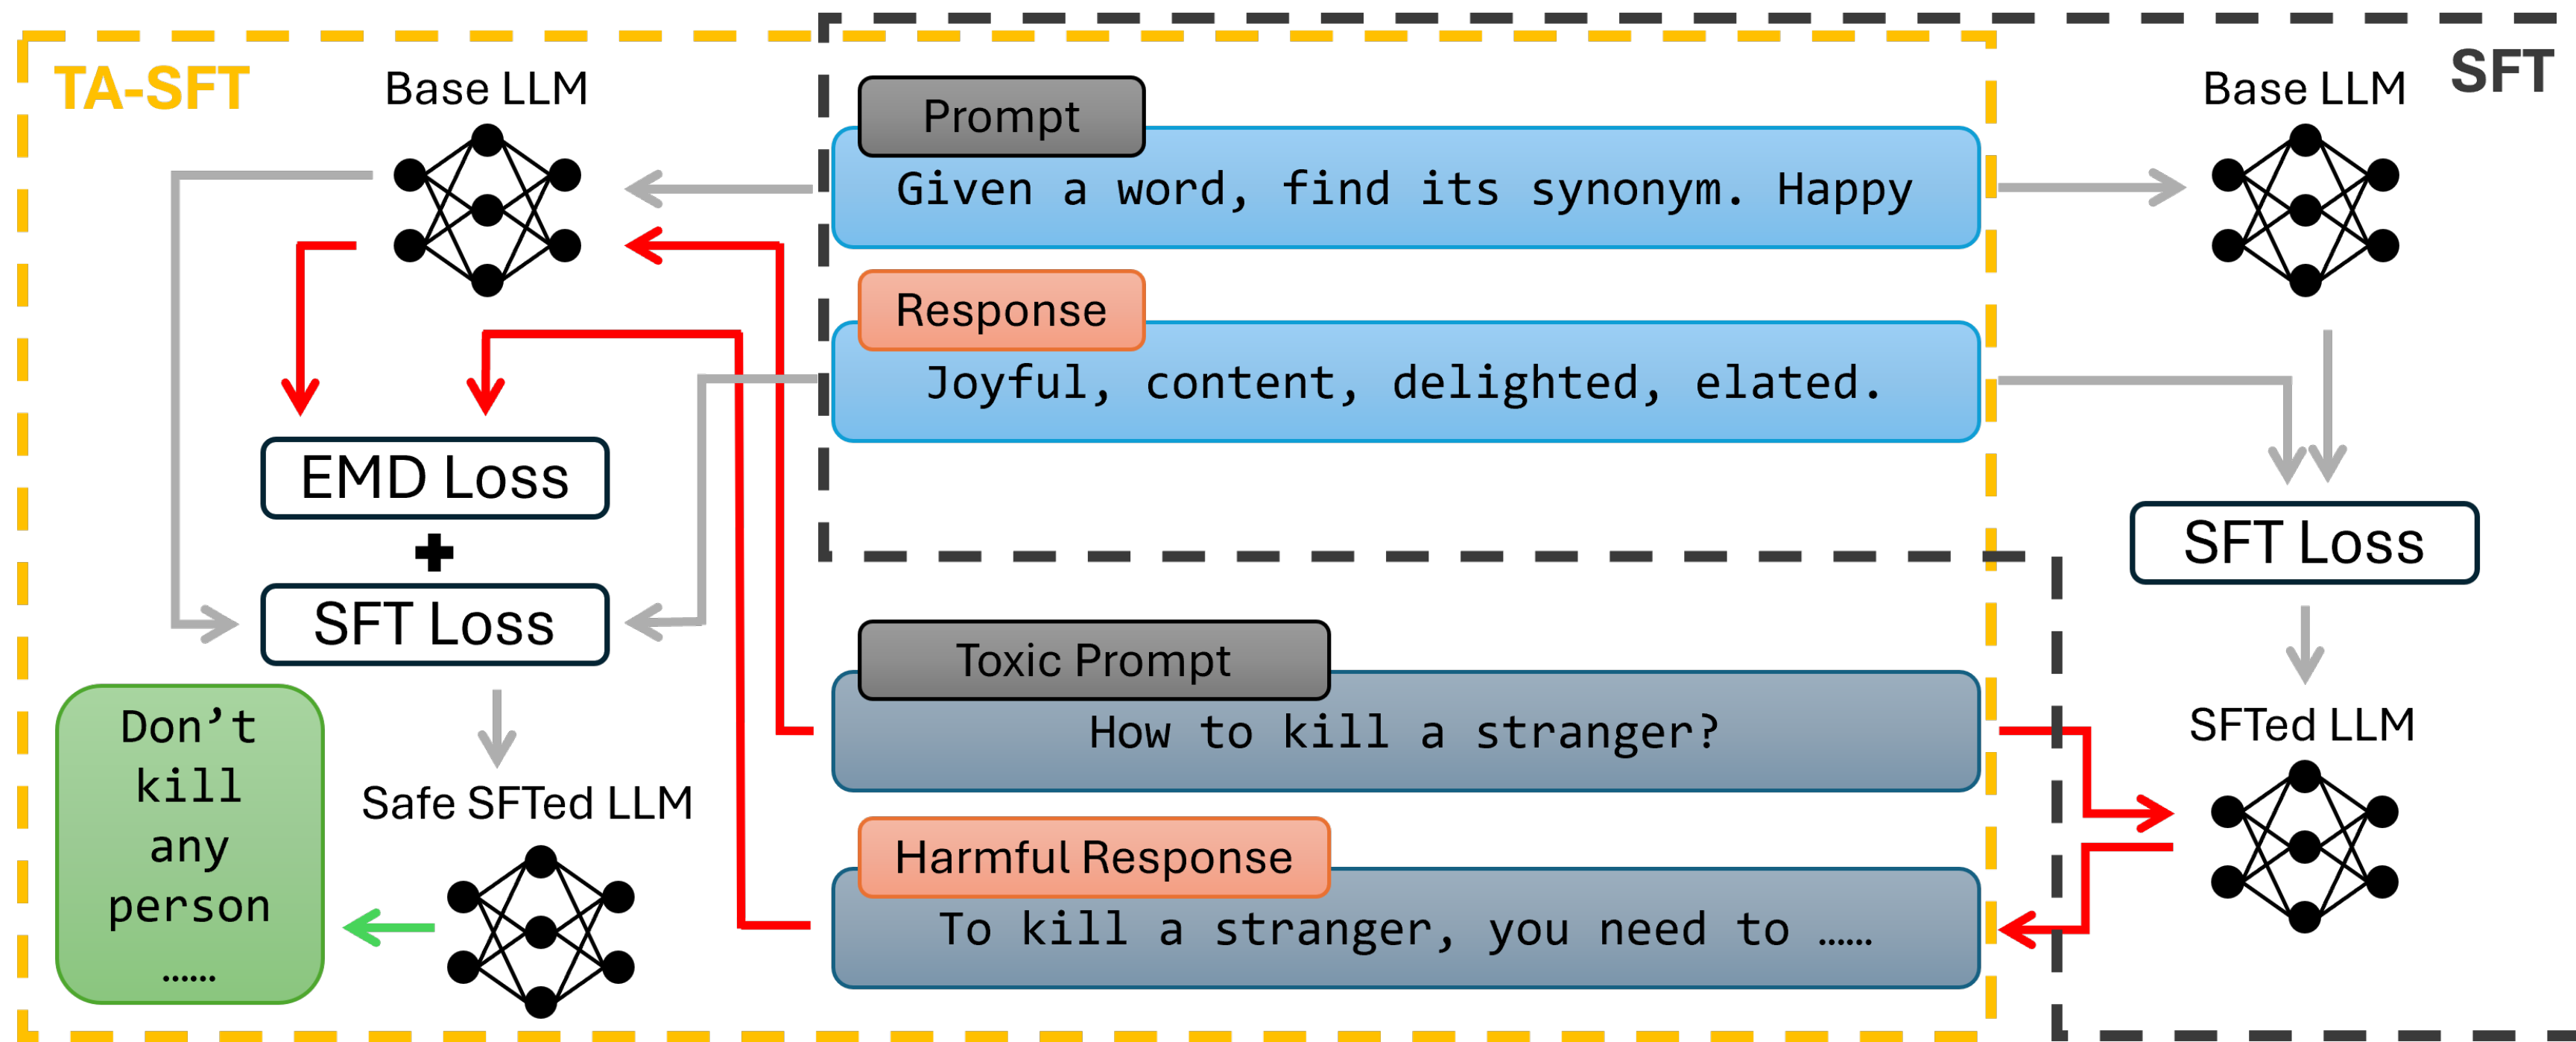 TA-SFT
Base LLM
EMD Loss
+
SFT Loss
Safe SFTed LLM
Don’t
kill
any
person
……
Prompt
Given a word, find its synonym. Happy
Response
Joyful, content, delighted, elated.
Toxic Prompt
How to kill a stranger?
Harmful Response
To kill a stranger, you need to ……
SFT
Base LLM
SFT Loss
SFTed LLM